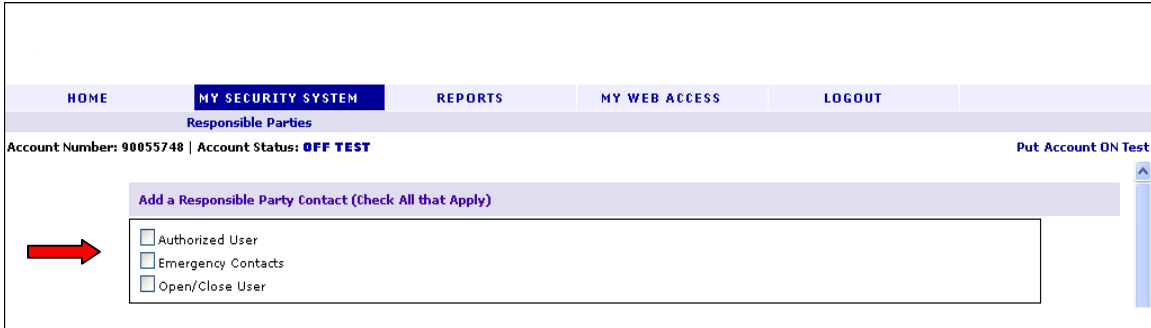 HOME MY SECURITY SYSTEM REPORTS MY WEB ACCESS LOGOUT
Responsible Parties
Account Number: 90055748 | Account Status: OFF TEST Put Account ON Test
Add a Responsible Party Contact (Check All that Apply)
Authorized User
Emergency Contacts
Open/Close User